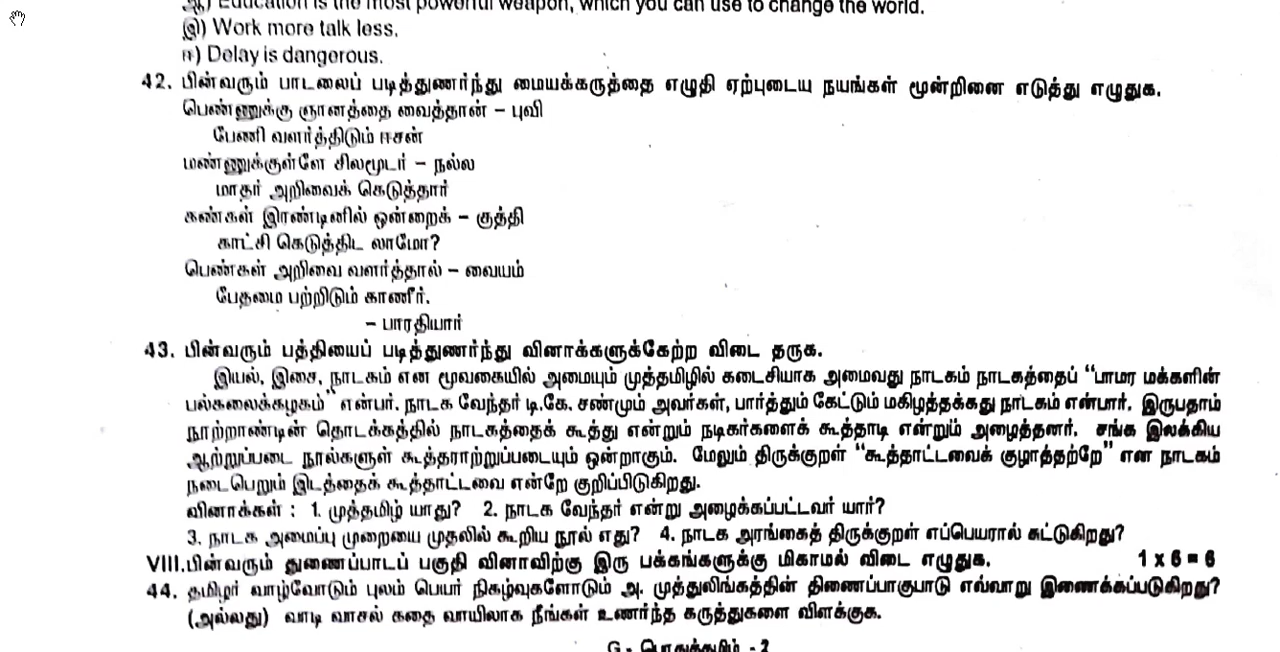 ஆ) Education is the most powerful weapon, which you can use to change the world.
இ) Work more talk less.
ஈ) Delay is dangerous.
42. பின்வரும் பாடலைப் படித்துணர்ந்து மையக்கருத்தை எழுதி ஏற்புடைய நயங்கள் மூன்றினை எடுத்து எழுதுக.
பெண்ணுக்கு ஞானத்தை வைத்தான் – புவி
பேணி வளர்த்திடும் ஈசன்
மண்ணுக்குள்ளே சிலமூடர் – நல்ல
மாதர் அறிவைக் கெடுத்தார்
கண்கள் இரண்டினில் ஒன்றைக் – குத்தி
காட்சி கெடுத்திட லாமோ?
பெண்கள் அறிவை வளர்த்தால் – வையம்
பேதமை பற்றிடும் காணீர்.
– பாரதியார்
43. பின்வரும் பத்தியைப் படித்துணர்ந்து வினாக்களுக்கேற்ற விடை தருக.
இயல், இசை, நாடகம் என மூவகையில் அமையும் முத்தமிழில் கடைசியாக அமைவது நாடகம் நாடகத்தைப் “பாமர மக்களின்
பல்கலைக்கழகம்” என்பர். நாடக வேந்தர் டி.கே. சண்மும் அவர்கள், பார்த்தும் கேட்டும் மகிழத்தக்கது நாடகம் என்பார். இருபதாம்
நூற்றாண்டின் தொடக்கத்தில் நாடகத்தைக் கூத்து என்றும் நடிகர்களைக் கூத்தாடி என்றும் அழைத்தனர். சங்க இலக்கிய
ஆற்றுப்படை நூல்களுள் கூத்தராற்றுப்படையும் ஒன்றாகும். மேலும் திருக்குறள் “கூத்தாட்டவைக் குழாத்தற்றே” என நாடகம்
நடைபெறும் இடத்தைக் கூத்தாட்டவை என்றே குறிப்பிடுகிறது.
வினாக்கள் : 1. முத்தமிழ் யாது? 2. நாடக வேந்தர் என்று அழைக்கப்பட்டவர் யார்?
3. நாடக அமைப்பு முறையை முதலில் கூறிய நூல் எது? 4. நாடக அரங்கைத் திருக்குறள் எப்பெயரால் சுட்டுகிறது?
VIII.பின்வரும் துணைப்பாடப் பகுதி வினாவிற்கு இரு பக்கங்களுக்கு மிகாமல் விடை எழுதுக. 1 x 6 = 6
44. தமிழர் வாழ்வோடும் புலம் பெயர் நிகழ்வுகளோடும் அ. முத்துலிங்கத்தின் திணைப்பாகுபாடு எவ்வாறு இணைக்கப்படுகிறது?
(அல்லது) வாடி வாசல் கதை வாயிலாக நீங்கள் உணர்ந்த கருத்துகளை விளக்குக.
G - பொதுத்தமிழ் - 2